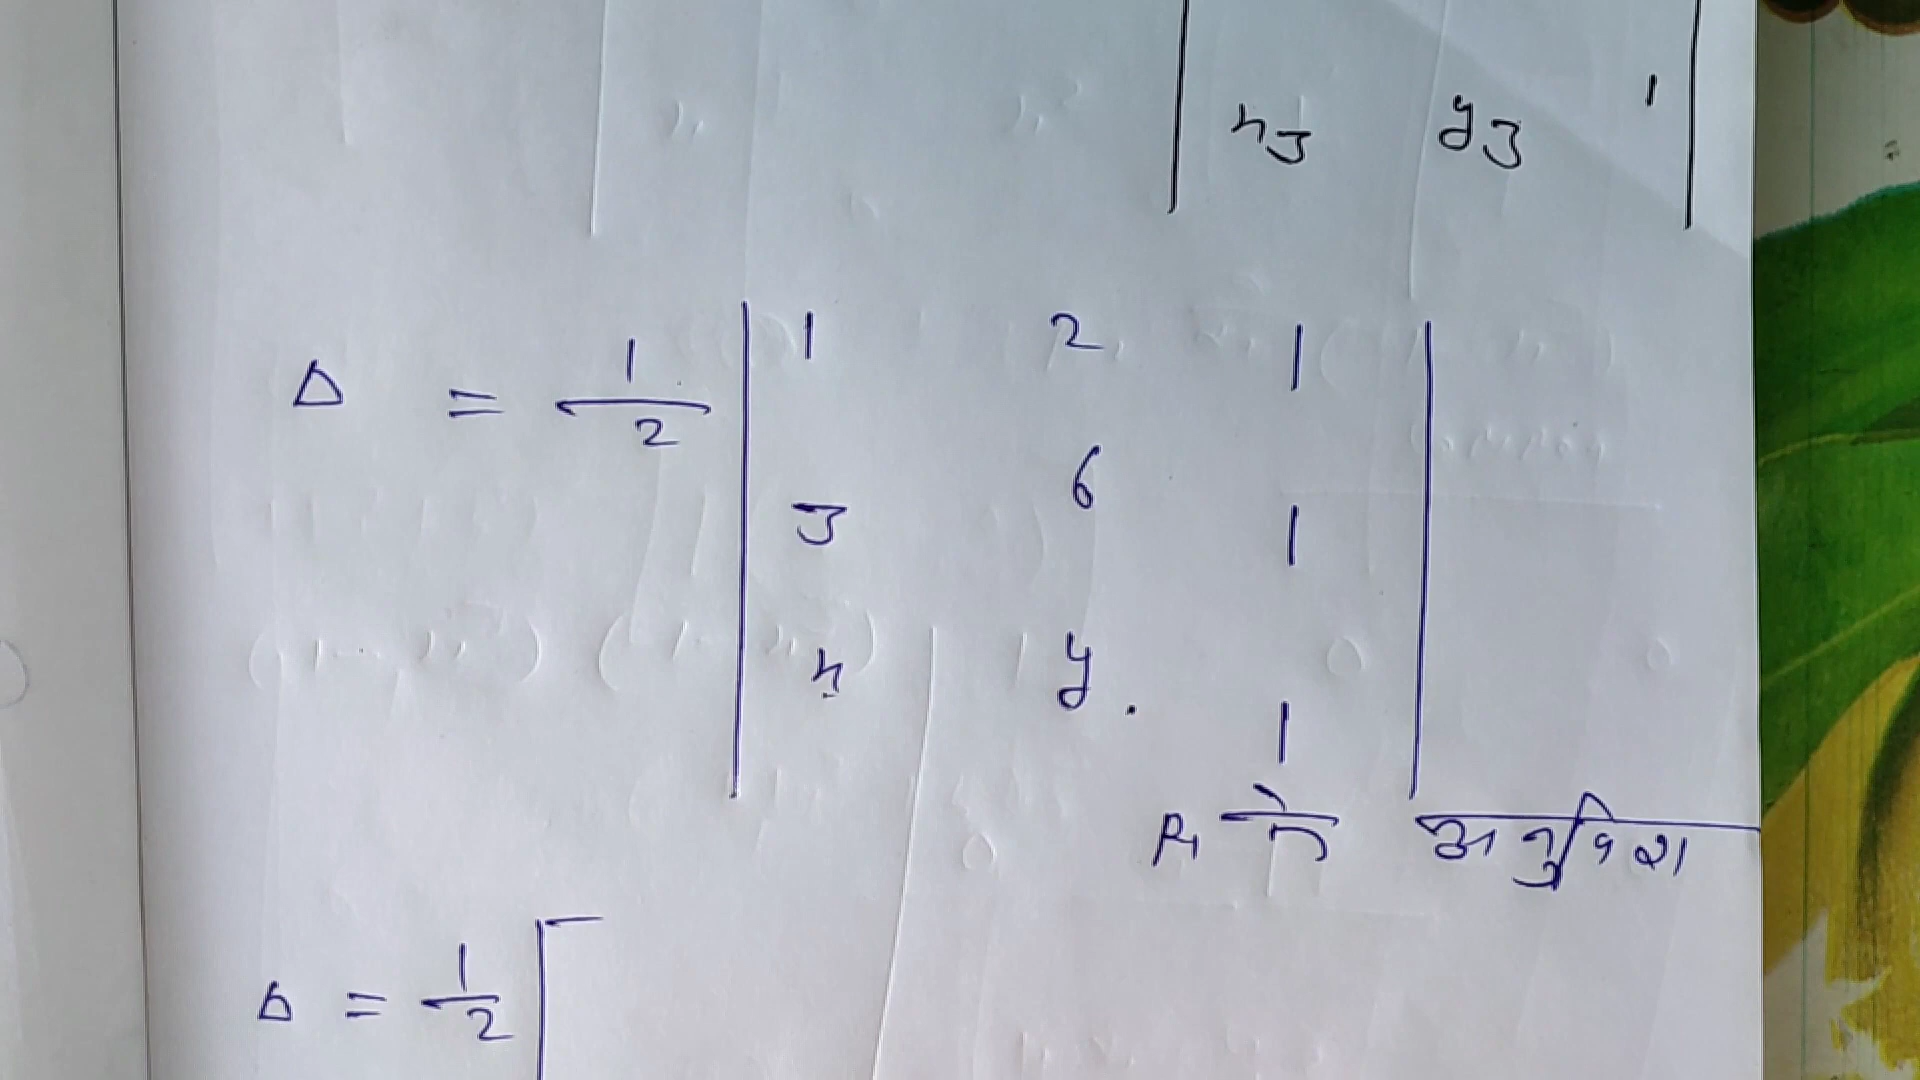 x₃ y₃ 1
Δ = 1/2 | 1 2 1 |
| 3 6 1 |
| x y . 1 |
R₁ के अनुदिश
Δ = 1/2 [